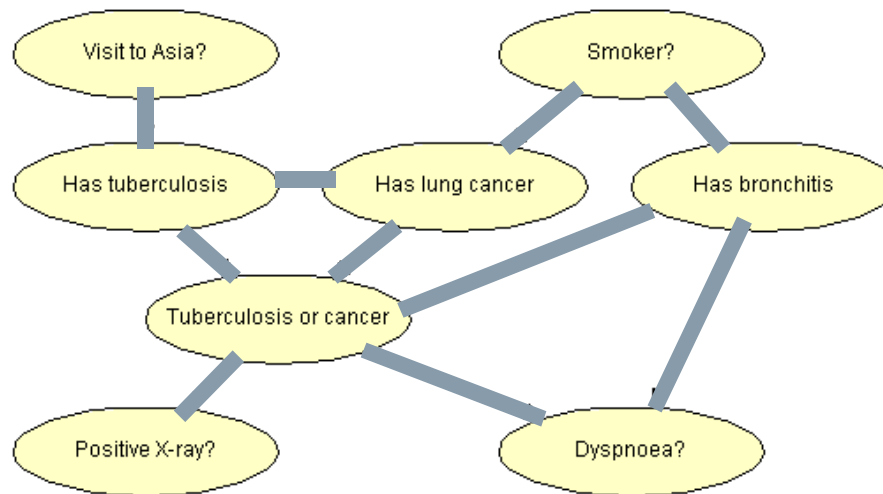 Visit to Asia?
Smoker?
Has tuberculosis
Has lung cancer
Has bronchitis
Tuberculosis or cancer
Positive X-ray?
Dyspnoea?